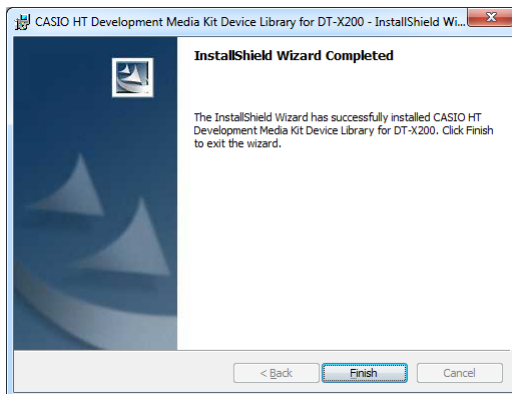 CASIO HT Development Media Kit Device Library for DT-X200 - InstallShield Wi...
InstallShield Wizard Completed
The InstallShield Wizard has successfully installed CASIO HT
Development Media Kit Device Library for DT-X200. Click Finish
to exit the wizard.
< Back
Finish
Cancel